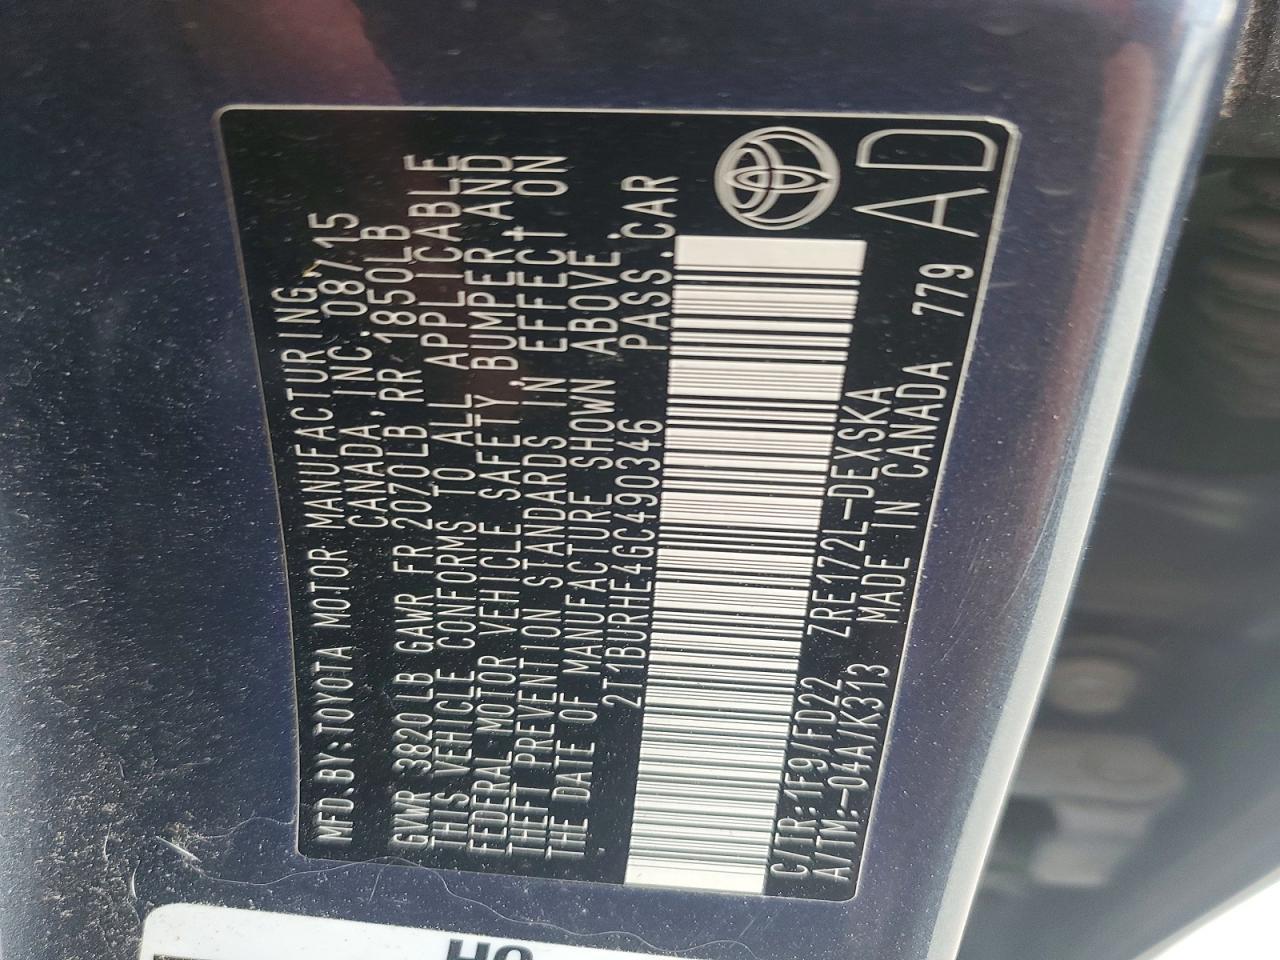 MFD.BY:TOYOTA MOTOR MANUFACTURING,
CANADA, INC. 08/15
GVWR 3820LB GAWR FR 2070LB RR 1850LB
THIS VEHICLE CONFORMS TO ALL APPLICABLE
FEDERAL MOTOR VEHICLE SAFETY, BUMPER, AND
THEFT PREVENTION STANDARDS IN EFFECT ON
THE DATE OF MANUFACTURE SHOWN ABOVE.
2T1BURHE4GC490346 PASS.CAR
C/TR:1F9/FD22 ZRE172L-DEXSKA
A/TM:-04A/K313 MADE IN CANADA 779
AD